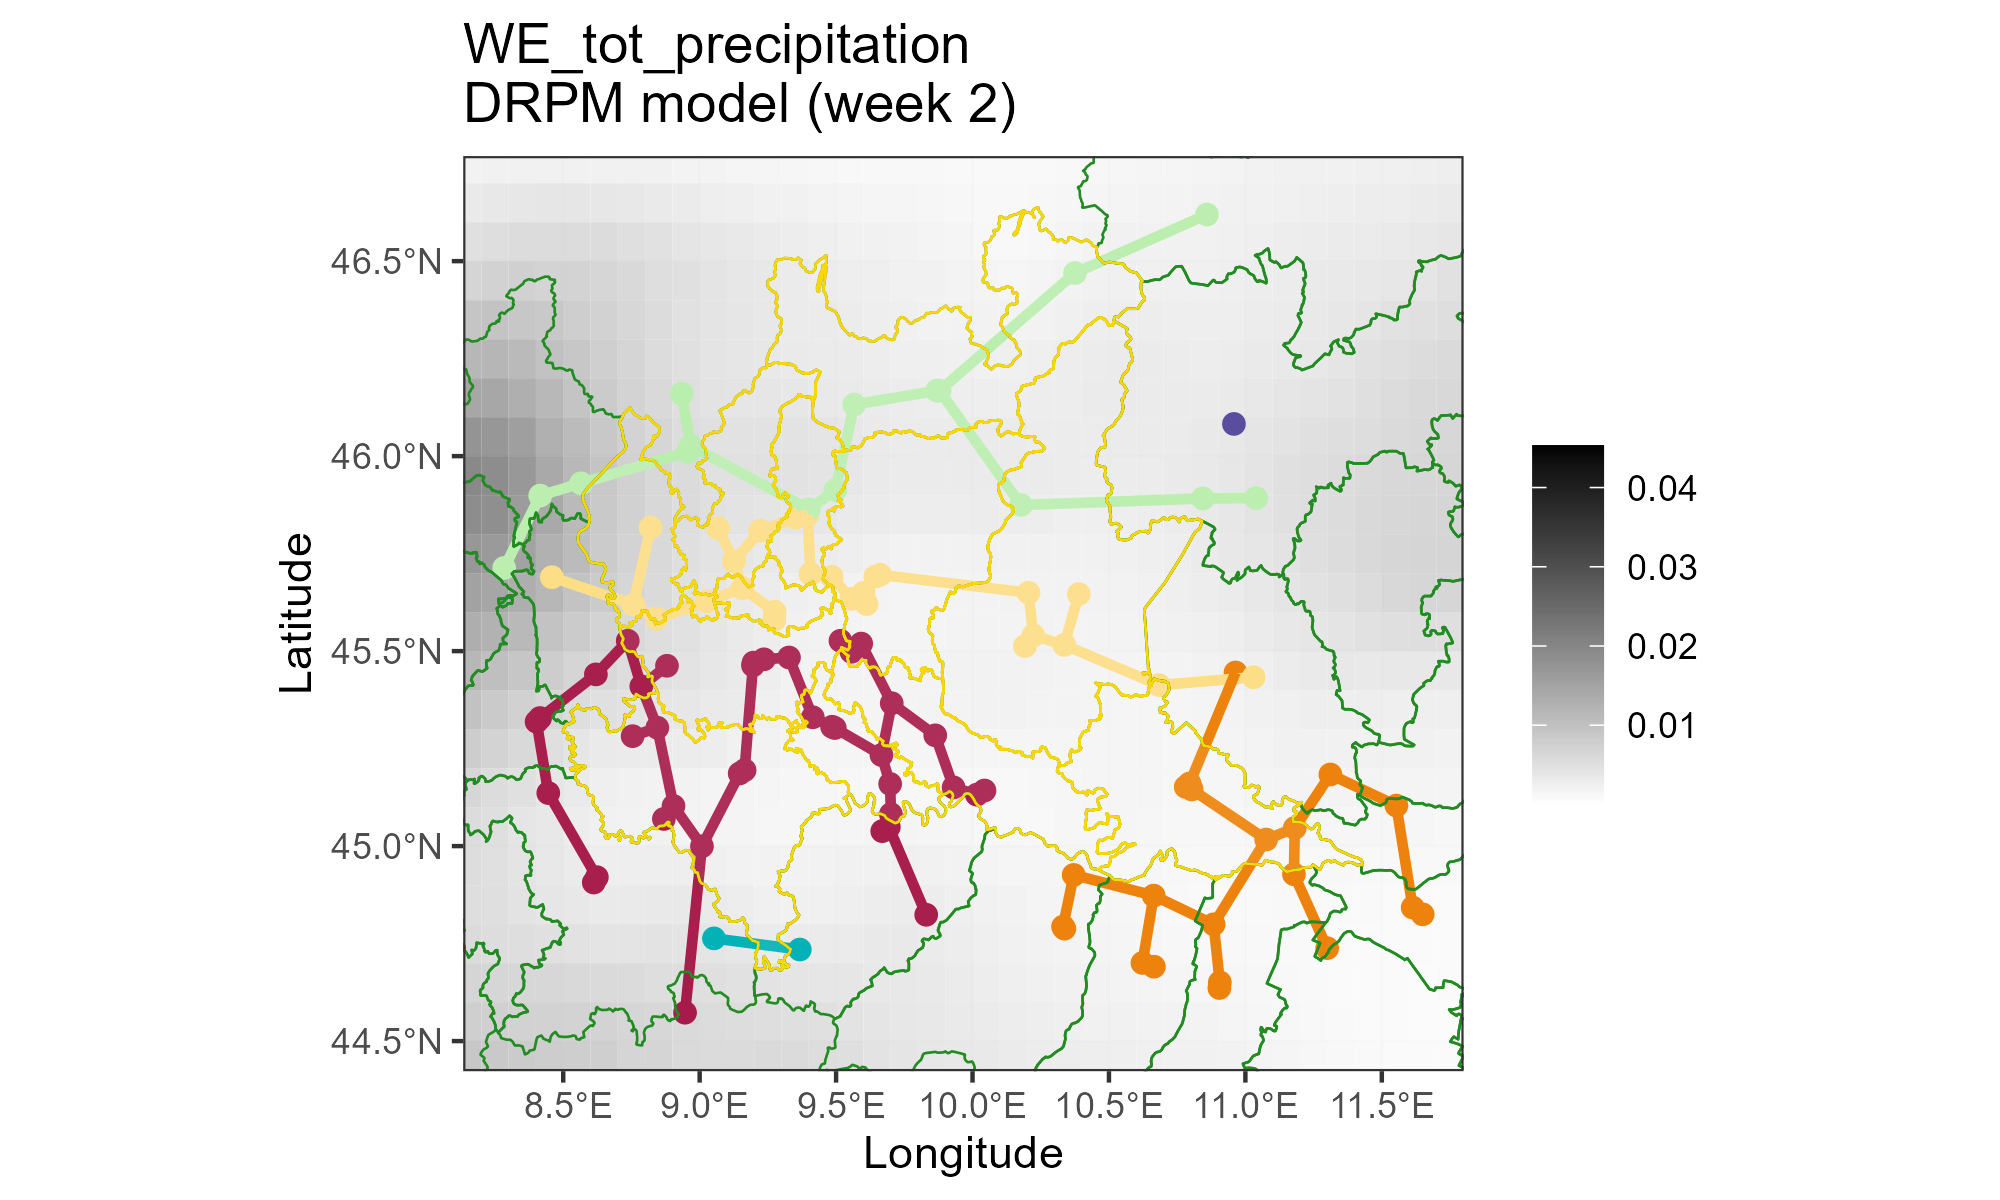 WE_tot_precipitation
DRPM model (week 2)
46.5°N
46.0°N
45.5°N
45.0°N
44.5°N
Latitude
8.5°E
9.0°E
9.5°E
10.0°E
10.5°E
11.0°E
11.5°E
Longitude
0.04
0.03
0.02
0.01